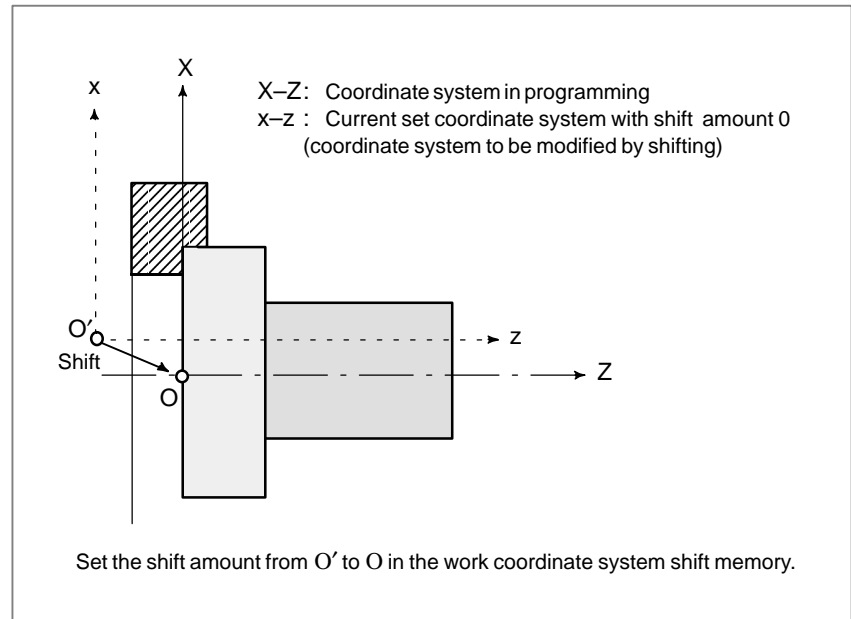 X
x
X–Z: Coordinate system in programming
x–z : Current set coordinate system with shift amount 0
(coordinate system to be modified by shifting)
O′
z
Shift
Z
O
Set the shift amount from O′ to O in the work coordinate system shift memory.